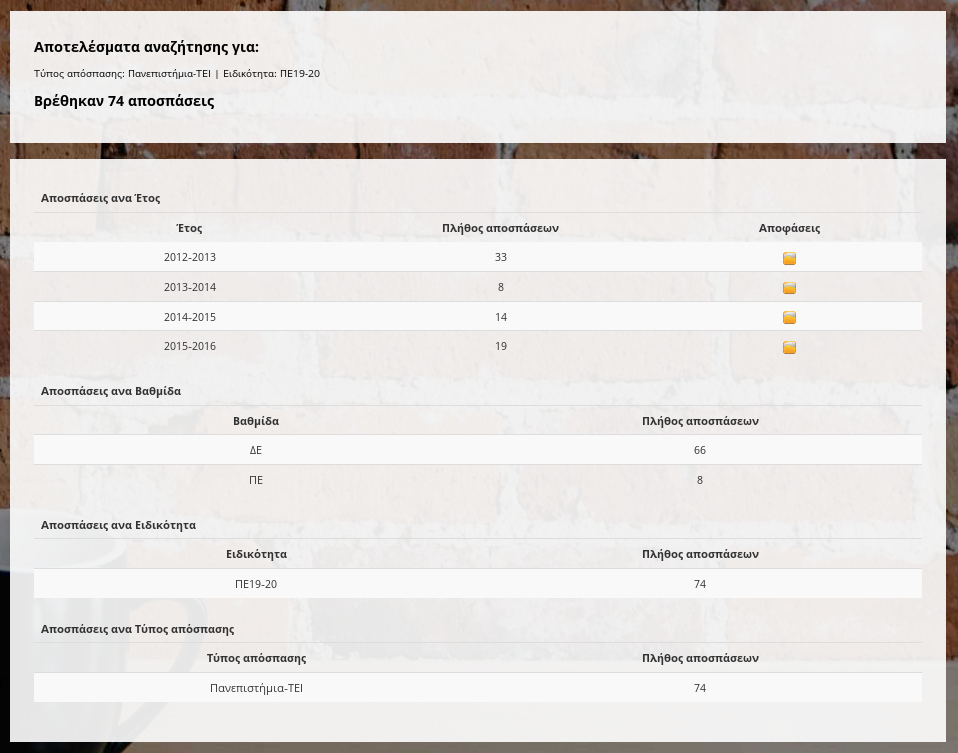 Αποτελέσματα αναζήτησης για:
Τύπος απόσπασης: Πανεπιστήμια-ΤΕΙ | Ειδικότητα: ΠΕ19-20
Βρέθηκαν 74 αποσπάσεις
Αποσπάσεις ανα Έτος
Έτος Πλήθος αποσπάσεων Αποφάσεις
2012-2013 33
2013-2014 8
2014-2015 14
2015-2016 19
Αποσπάσεις ανα Βαθμίδα
Βαθμίδα Πλήθος αποσπάσεων
ΔΕ 66
ΠΕ 8
Αποσπάσεις ανα Ειδικότητα
Ειδικότητα Πλήθος αποσπάσεων
ΠΕ19-20 74
Αποσπάσεις ανα Τύπος απόσπασης
Τύπος απόσπασης Πλήθος αποσπάσεων
Πανεπιστήμια-ΤΕΙ 74